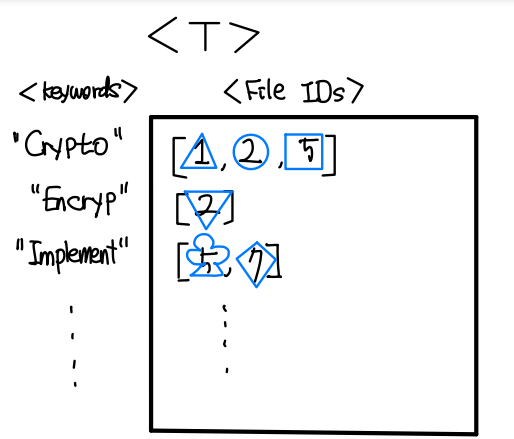 <T>
<keywords> <File IDs>
"Crypto" [1, 2, 5]
"Encryp" [2]
"Implement" [5, 7]